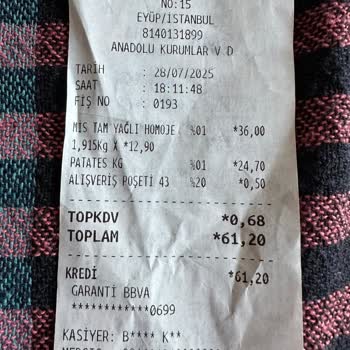 NO:15
EYÜP/İSTANBUL
8140131899
ANADOLU KURUMLAR V D
TARİH : 28/07/2025
SAAT : 18:11:48
FİŞ NO : 0193
MIS TAM YAĞLI HOMOJE %01 *36,00
1,915kg X *12,90
PATATES KG %01 *24,70
ALIŞVERİŞ POŞETİ 43 %20 *0,50
TOPKDV *0,68
TOPLAM *61,20
KREDİ *61,20
GARANTİ BBVA
************0699
KASİYER: B**** K**